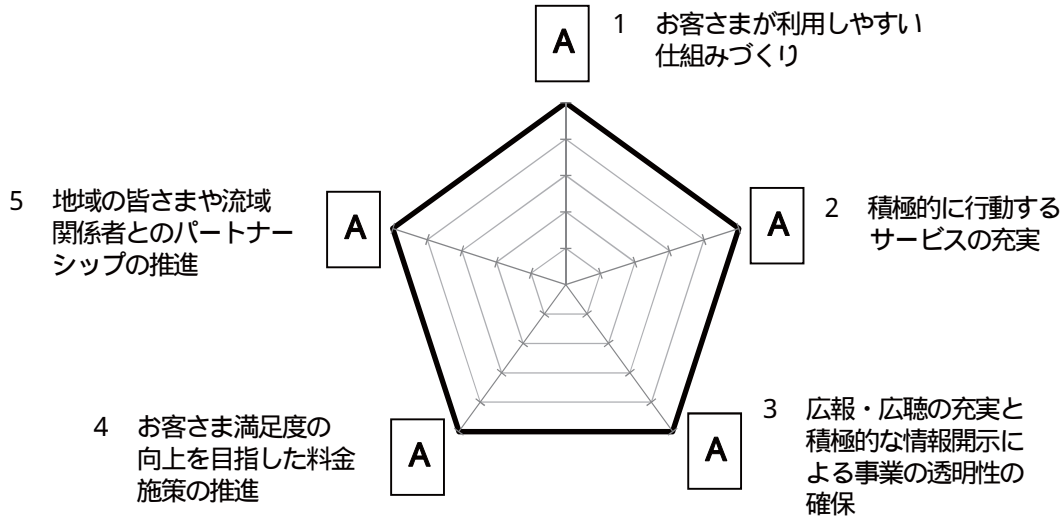 A
1 お客さまが利用しやすい
仕組みづくり
5 地域の皆さまや流域
関係者とのパートナー
シップの推進
A
A
2 積極的に行動する
サービスの充実
4 お客さま満足度の
向上を目指した料金
施策の推進
A
A
3 広報・広聴の充実と
積極的な情報開示に
よる事業の透明性の
確保